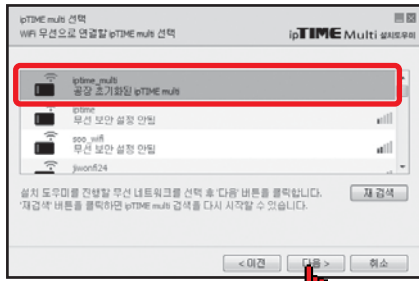 ipTIME multi 선택
WiFi 무선으로 연결할 ipTIME multi 선택
ipTIME Multi 설치도우미
iptime_multi
공장 초기화된 ipTIME multi
iptime
무선 보안 설정 안됨
soo_wifi
무선 보안 설정 안됨
jiwonfi24
설치 도우미를 진행할 무선 네트워크를 선택 후 '다음' 버튼을 클릭합니다.
'재검색' 버튼을 클릭하면 ipTIME multi 검색을 다시 시작할 수 있습니다.
재 검색
< 이전
다음 >
취소